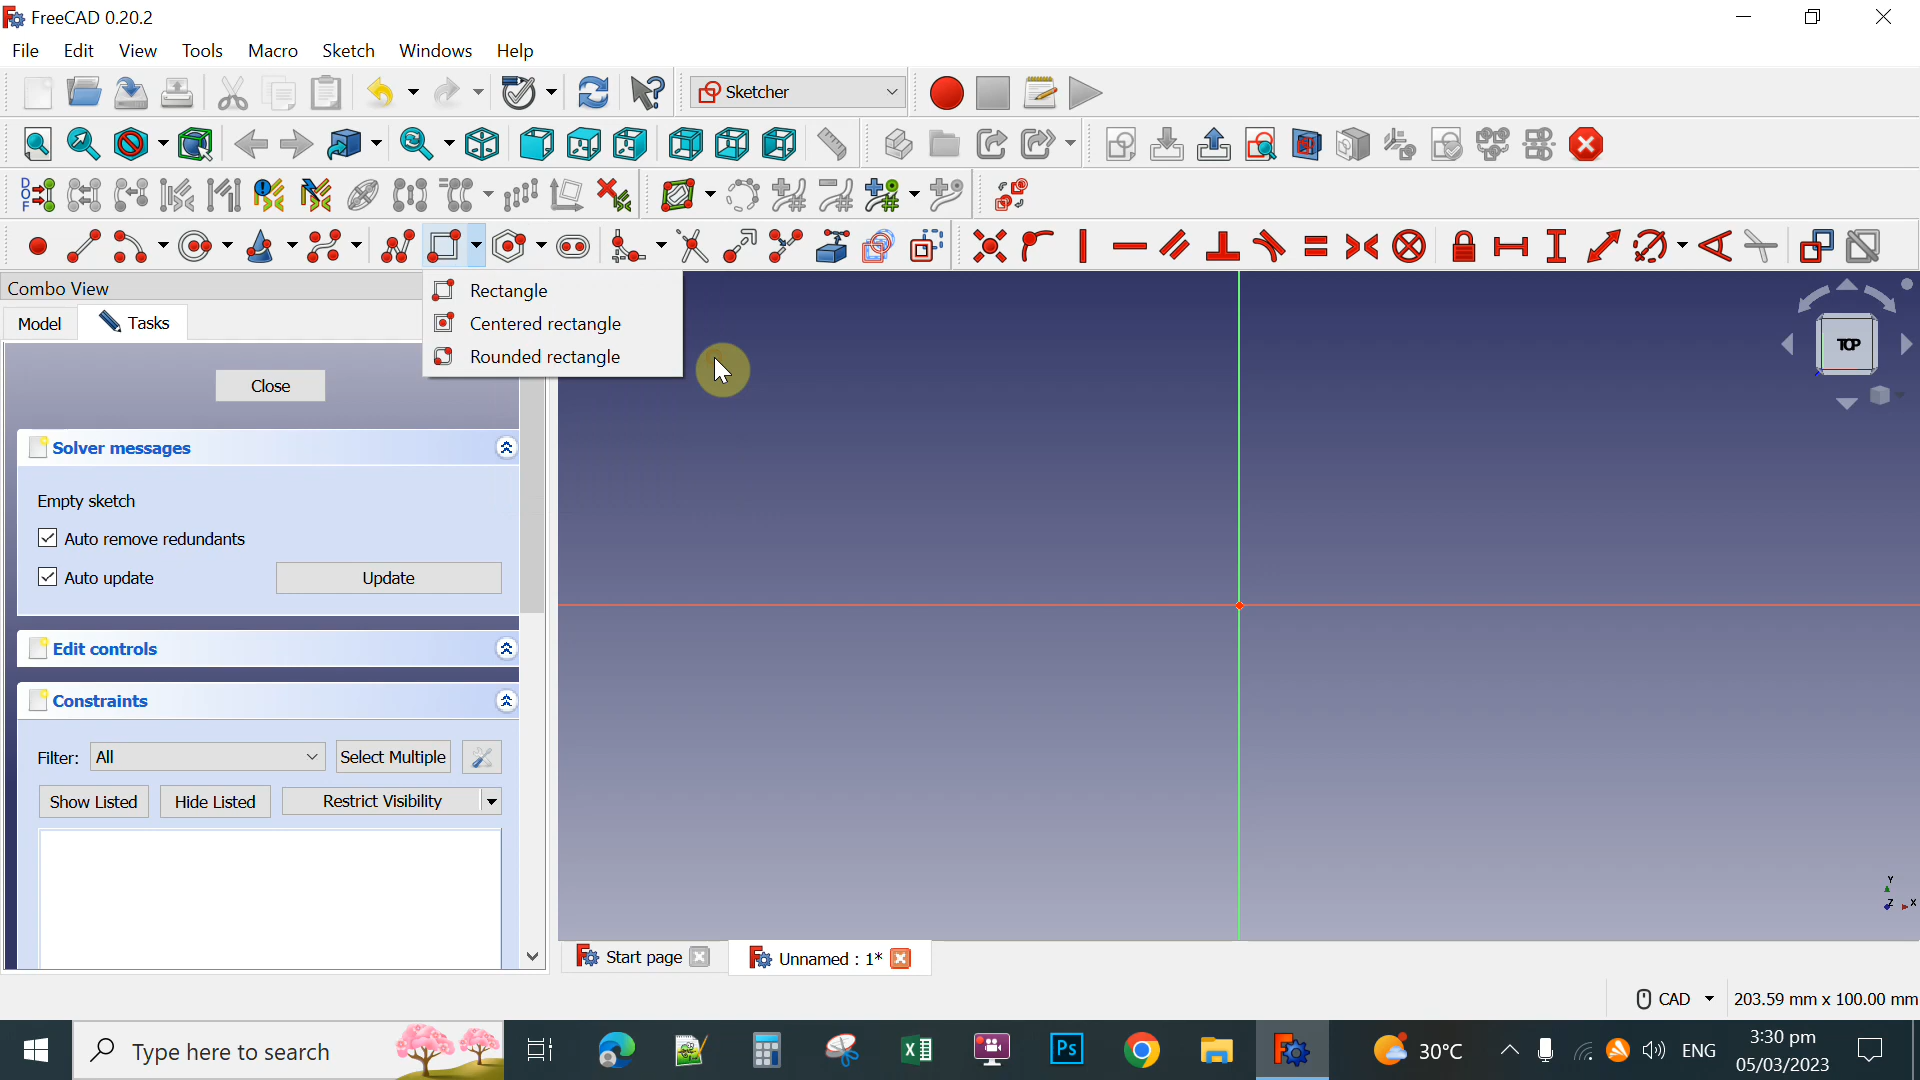 FreeCAD 0.20.2
File Edit View Tools Macro Sketch Windows Help
Sketcher
DOF
Combo View
Model Tasks
Rectangle
Centered rectangle
Rounded rectangle
TOP
Close
Solver messages
Empty sketch
Auto remove redundants
Auto update Update
Edit controls
Constraints
Filter: All Select Multiple
Show Listed Hide Listed Restrict Visibility
Y
Z X
Start page Unnamed : 1*
CAD 203.59 mm x 100.00 mm
Type here to search
Ps
30°C ENG 3:30 pm
05/03/2023